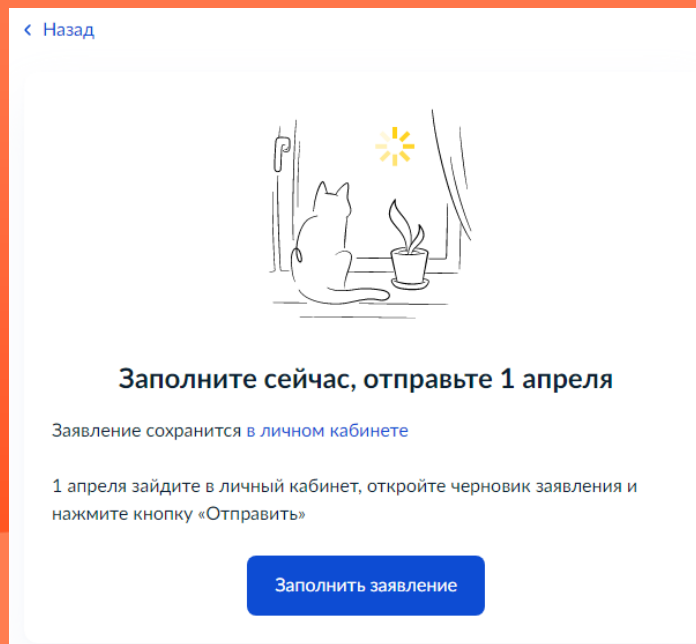 Назад
Заполните сейчас, отправьте 1 апреля
Заявление сохранится в личном кабинете
1 апреля зайдите в личный кабинет, откройте черновик заявления и
нажмите кнопку «Отправить»
Заполнить заявление